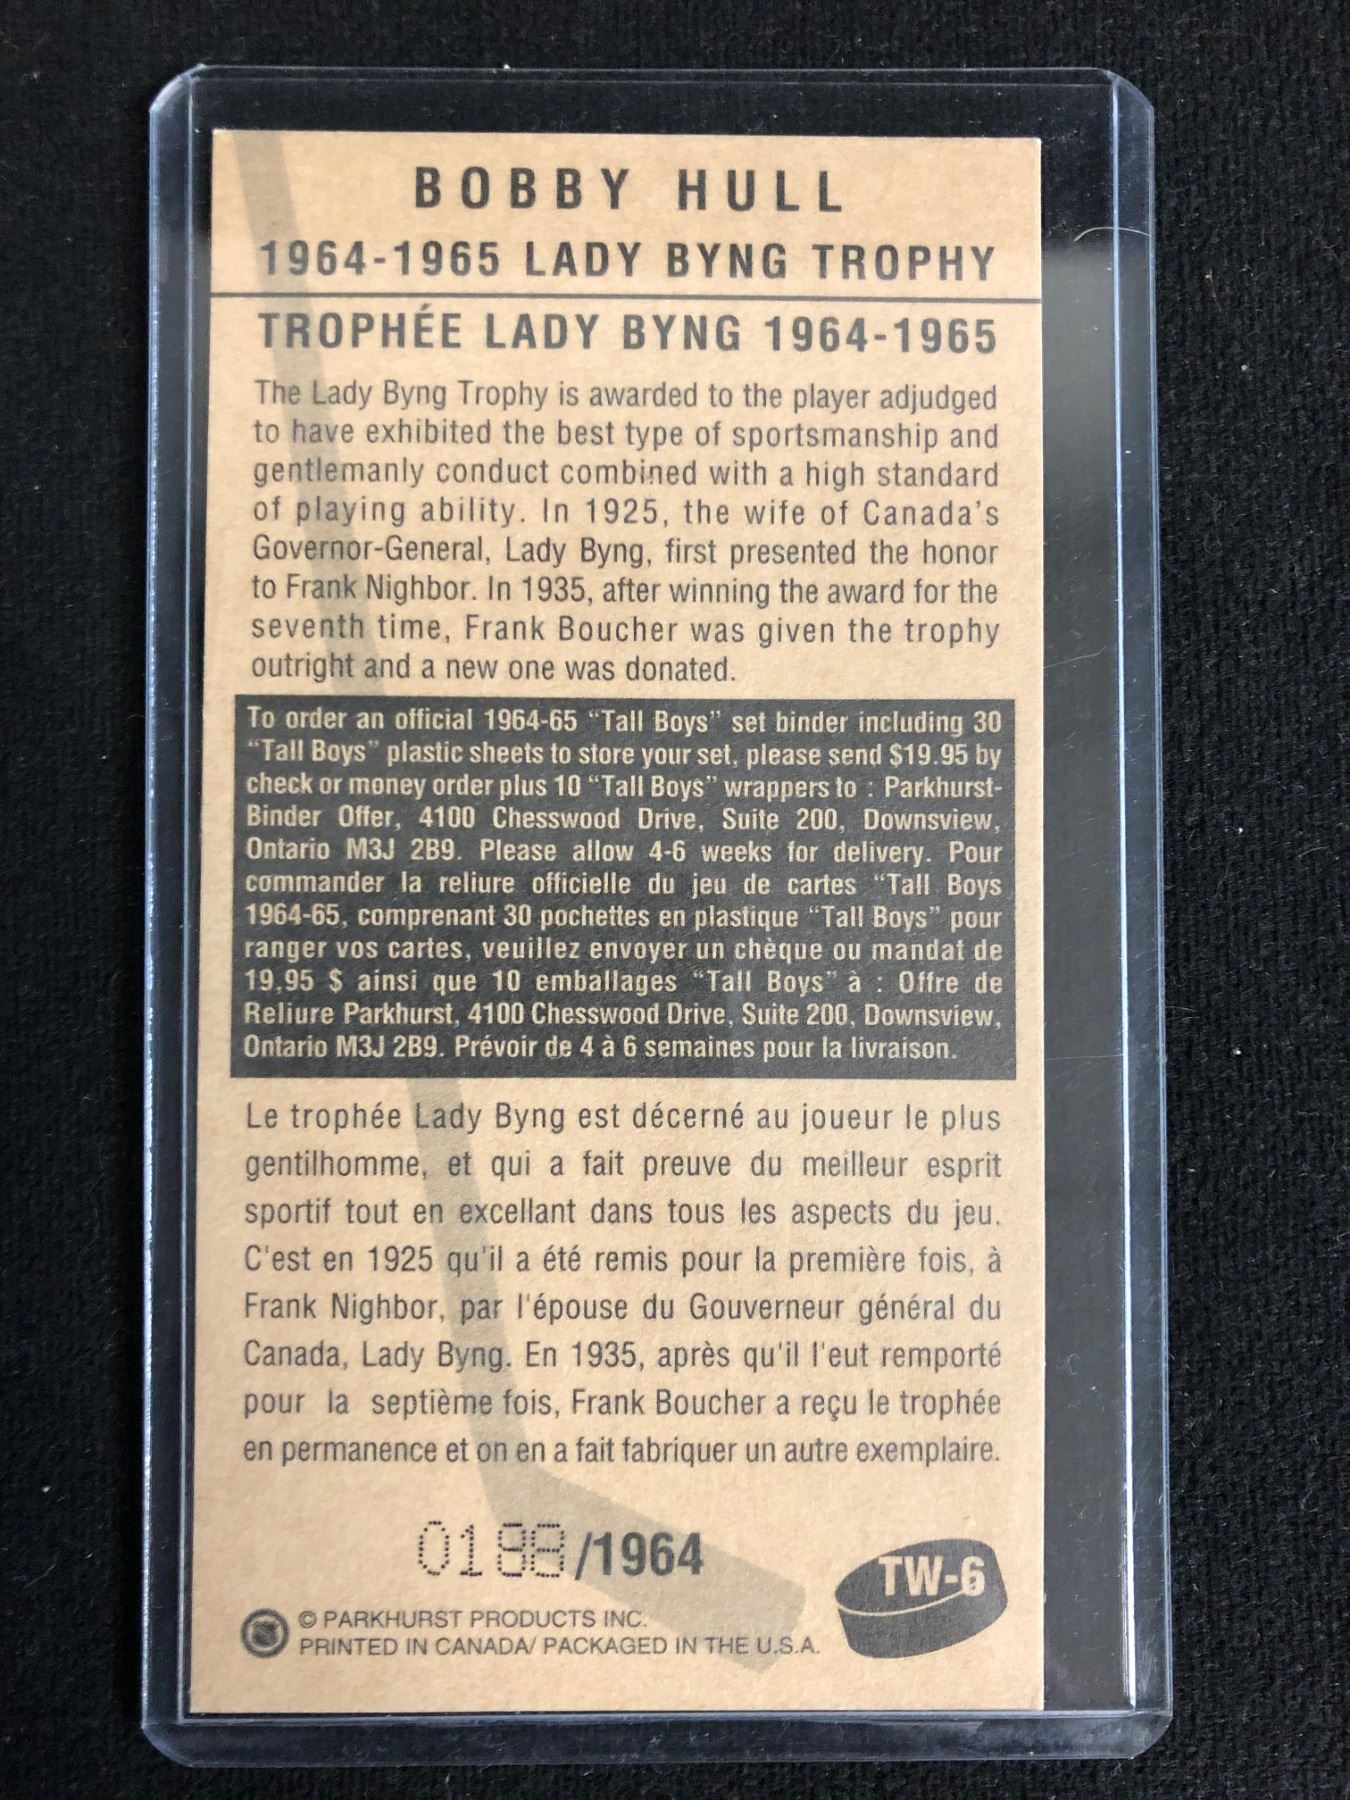 BOBBY HULL
1964-1965 LADY BYNG TROPHY
TROPHÉE LADY BYNG 1964-1965
The Lady Byng Trophy is awarded to the player adjudged
to have exhibited the best type of sportsmanship and
gentlemanly conduct combined with a high standard
of playing ability. In 1925, the wife of Canada's
Governor-General, Lady Byng, first presented the honor
to Frank Nighbor. In 1935, after winning the award for the
seventh time, Frank Boucher was given the trophy
outright and a new one was donated.
To order an official 1964-65 “Tall Boys” set binder including 30
“Tall Boys” plastic sheets to store your set, please send $19.95 by
check or money order plus 10 “Tall Boys” wrappers to : Parkhurst-
Binder Offer, 4100 Chesswood Drive, Suite 200, Downsview,
Ontario M3J 2B9. Please allow 4-6 weeks for delivery. Pour
commander la reliure officielle du jeu de cartes “Tall Boys
1964-65, comprenant 30 pochettes en plastique “Tall Boys” pour
ranger vos cartes, veuillez envoyer un chèque ou mandat de
19,95 $ ainsi que 10 emballages “Tall Boys” à : Offre de
Reliure Parkhurst, 4100 Chesswood Drive, Suite 200, Downsview,
Ontario M3J 2B9. Prévoir de 4 à 6 semaines pour la livraison.
Le trophée Lady Byng est décerné au joueur le plus
gentilhomme, et qui a fait preuve du meilleur esprit
sportif tout en excellant dans tous les aspects du jeu.
C'est en 1925 qu'il a été remis pour la première fois, à
Frank Nighbor, par l'épouse du Gouverneur général du
Canada, Lady Byng. En 1935, après qu'il l'eut remporté
pour la septième fois, Frank Boucher a reçu le trophée
en permanence et on en a fait fabriquer un autre exemplaire.
0188/1964
TW-6
© PARKHURST PRODUCTS INC.
PRINTED IN CANADA/ PACKAGED IN THE U.S.A.